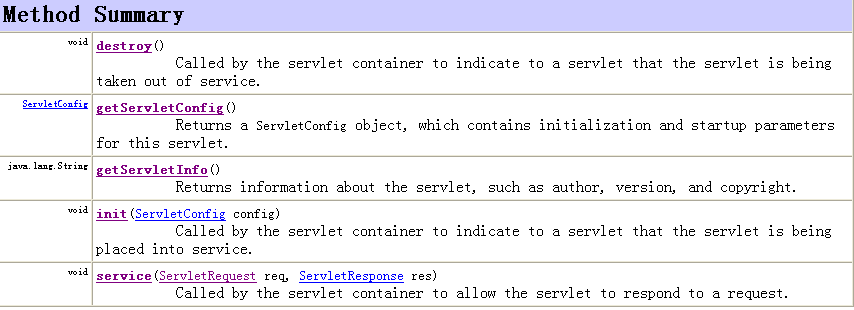 Method Summary
void destroy()
Called by the servlet container to indicate to a servlet that the servlet is being
taken out of service.
ServletConfig getServletConfig()
Returns a ServletConfig object, which contains initialization and startup parameters
for this servlet.
java.lang.String getServletInfo()
Returns information about the servlet, such as author, version, and copyright.
void init(ServletConfig config)
Called by the servlet container to indicate to a servlet that the servlet is being
placed into service.
void service(ServletRequest req, ServletResponse res)
Called by the servlet container to allow the servlet to respond to a request.